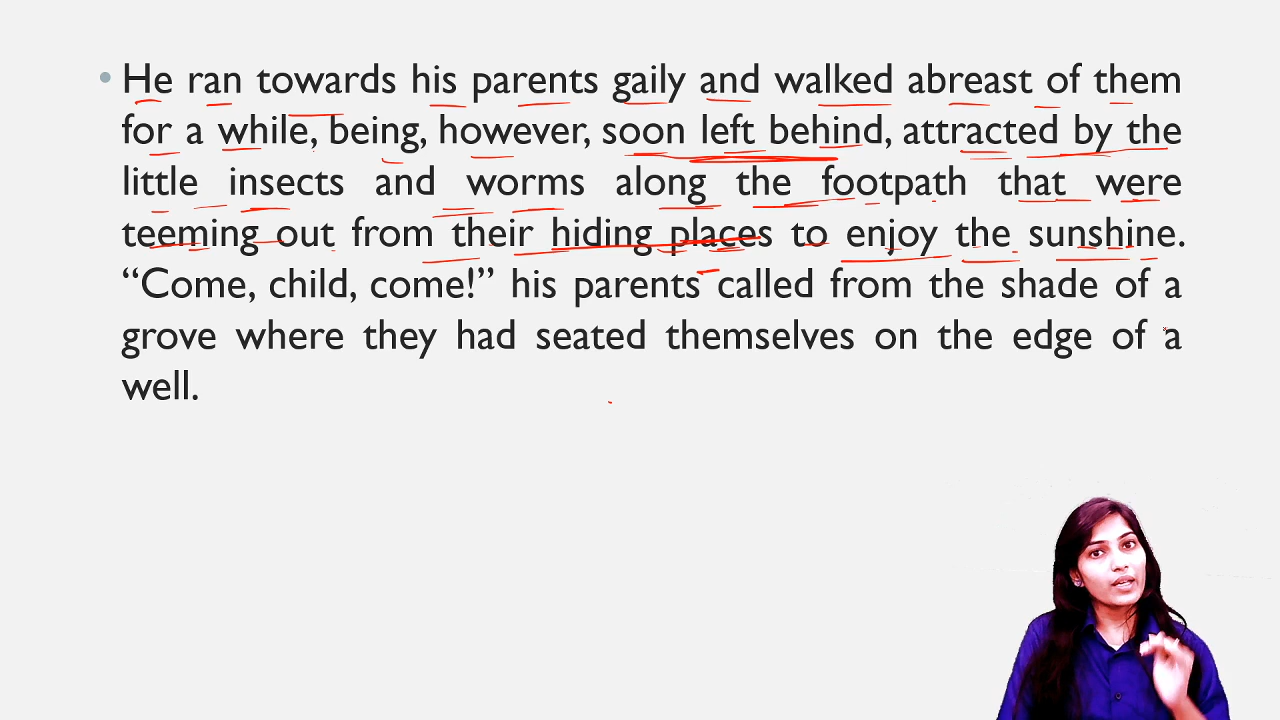 • He ran towards his parents gaily and walked abreast of them
for a while, being, however, soon left behind, attracted by the
little insects and worms along the footpath that were
teeming out from their hiding places to enjoy the sunshine.
“Come, child, come!” his parents called from the shade of a
grove where they had seated themselves on the edge of a
well.